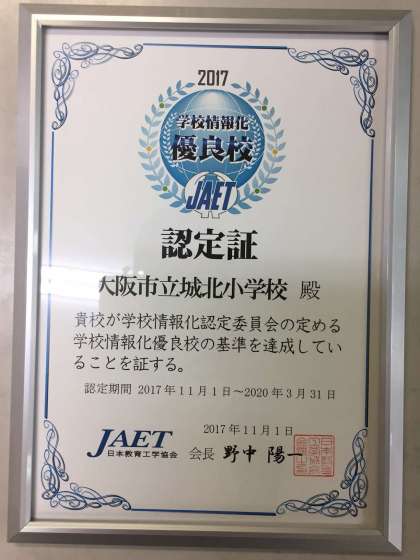 2017
学校情報化
優良校
JAET
認定証
大阪市立城北小学校 殿
貴校が学校情報化認定委員会の定める
学校情報化優良校の基準を達成してい
ることを証する。
認定期間 2017年11月1日～2020年3月31日
2017年11月1日
JAET
日本教育工学協会
会長 野中 陽一